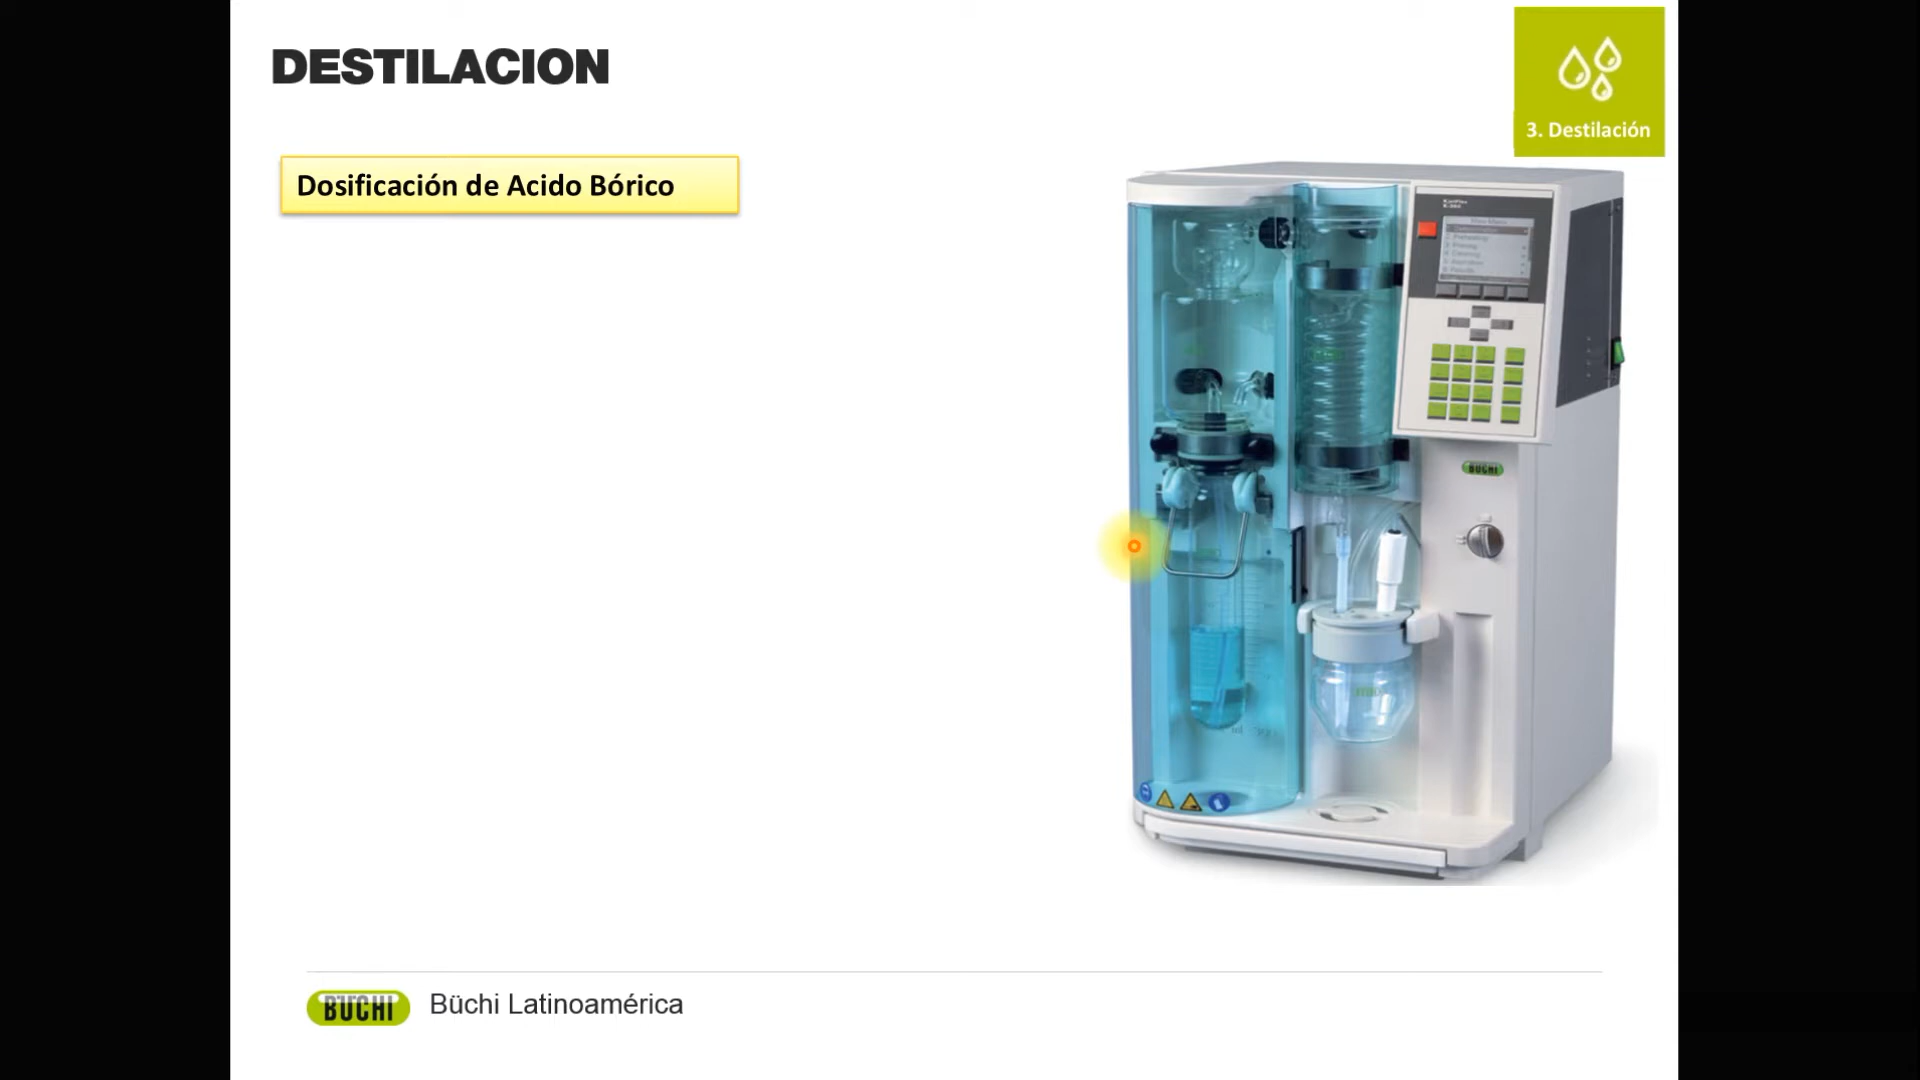 DESTILACION
3. Destilación
Dosificación de Acido Bórico
BÜCHI
BÜCHI
Büchi Latinoamérica